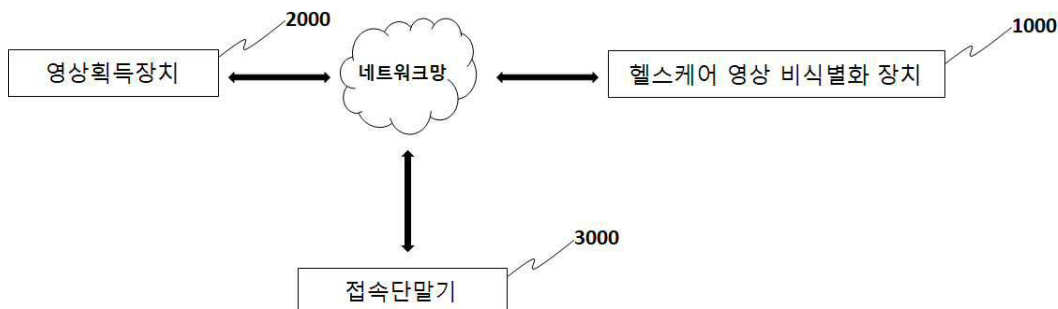 2000
1000
영상획득장치
네트워크망
헬스케어 영상 비식별화 장치
3000
접속단말기